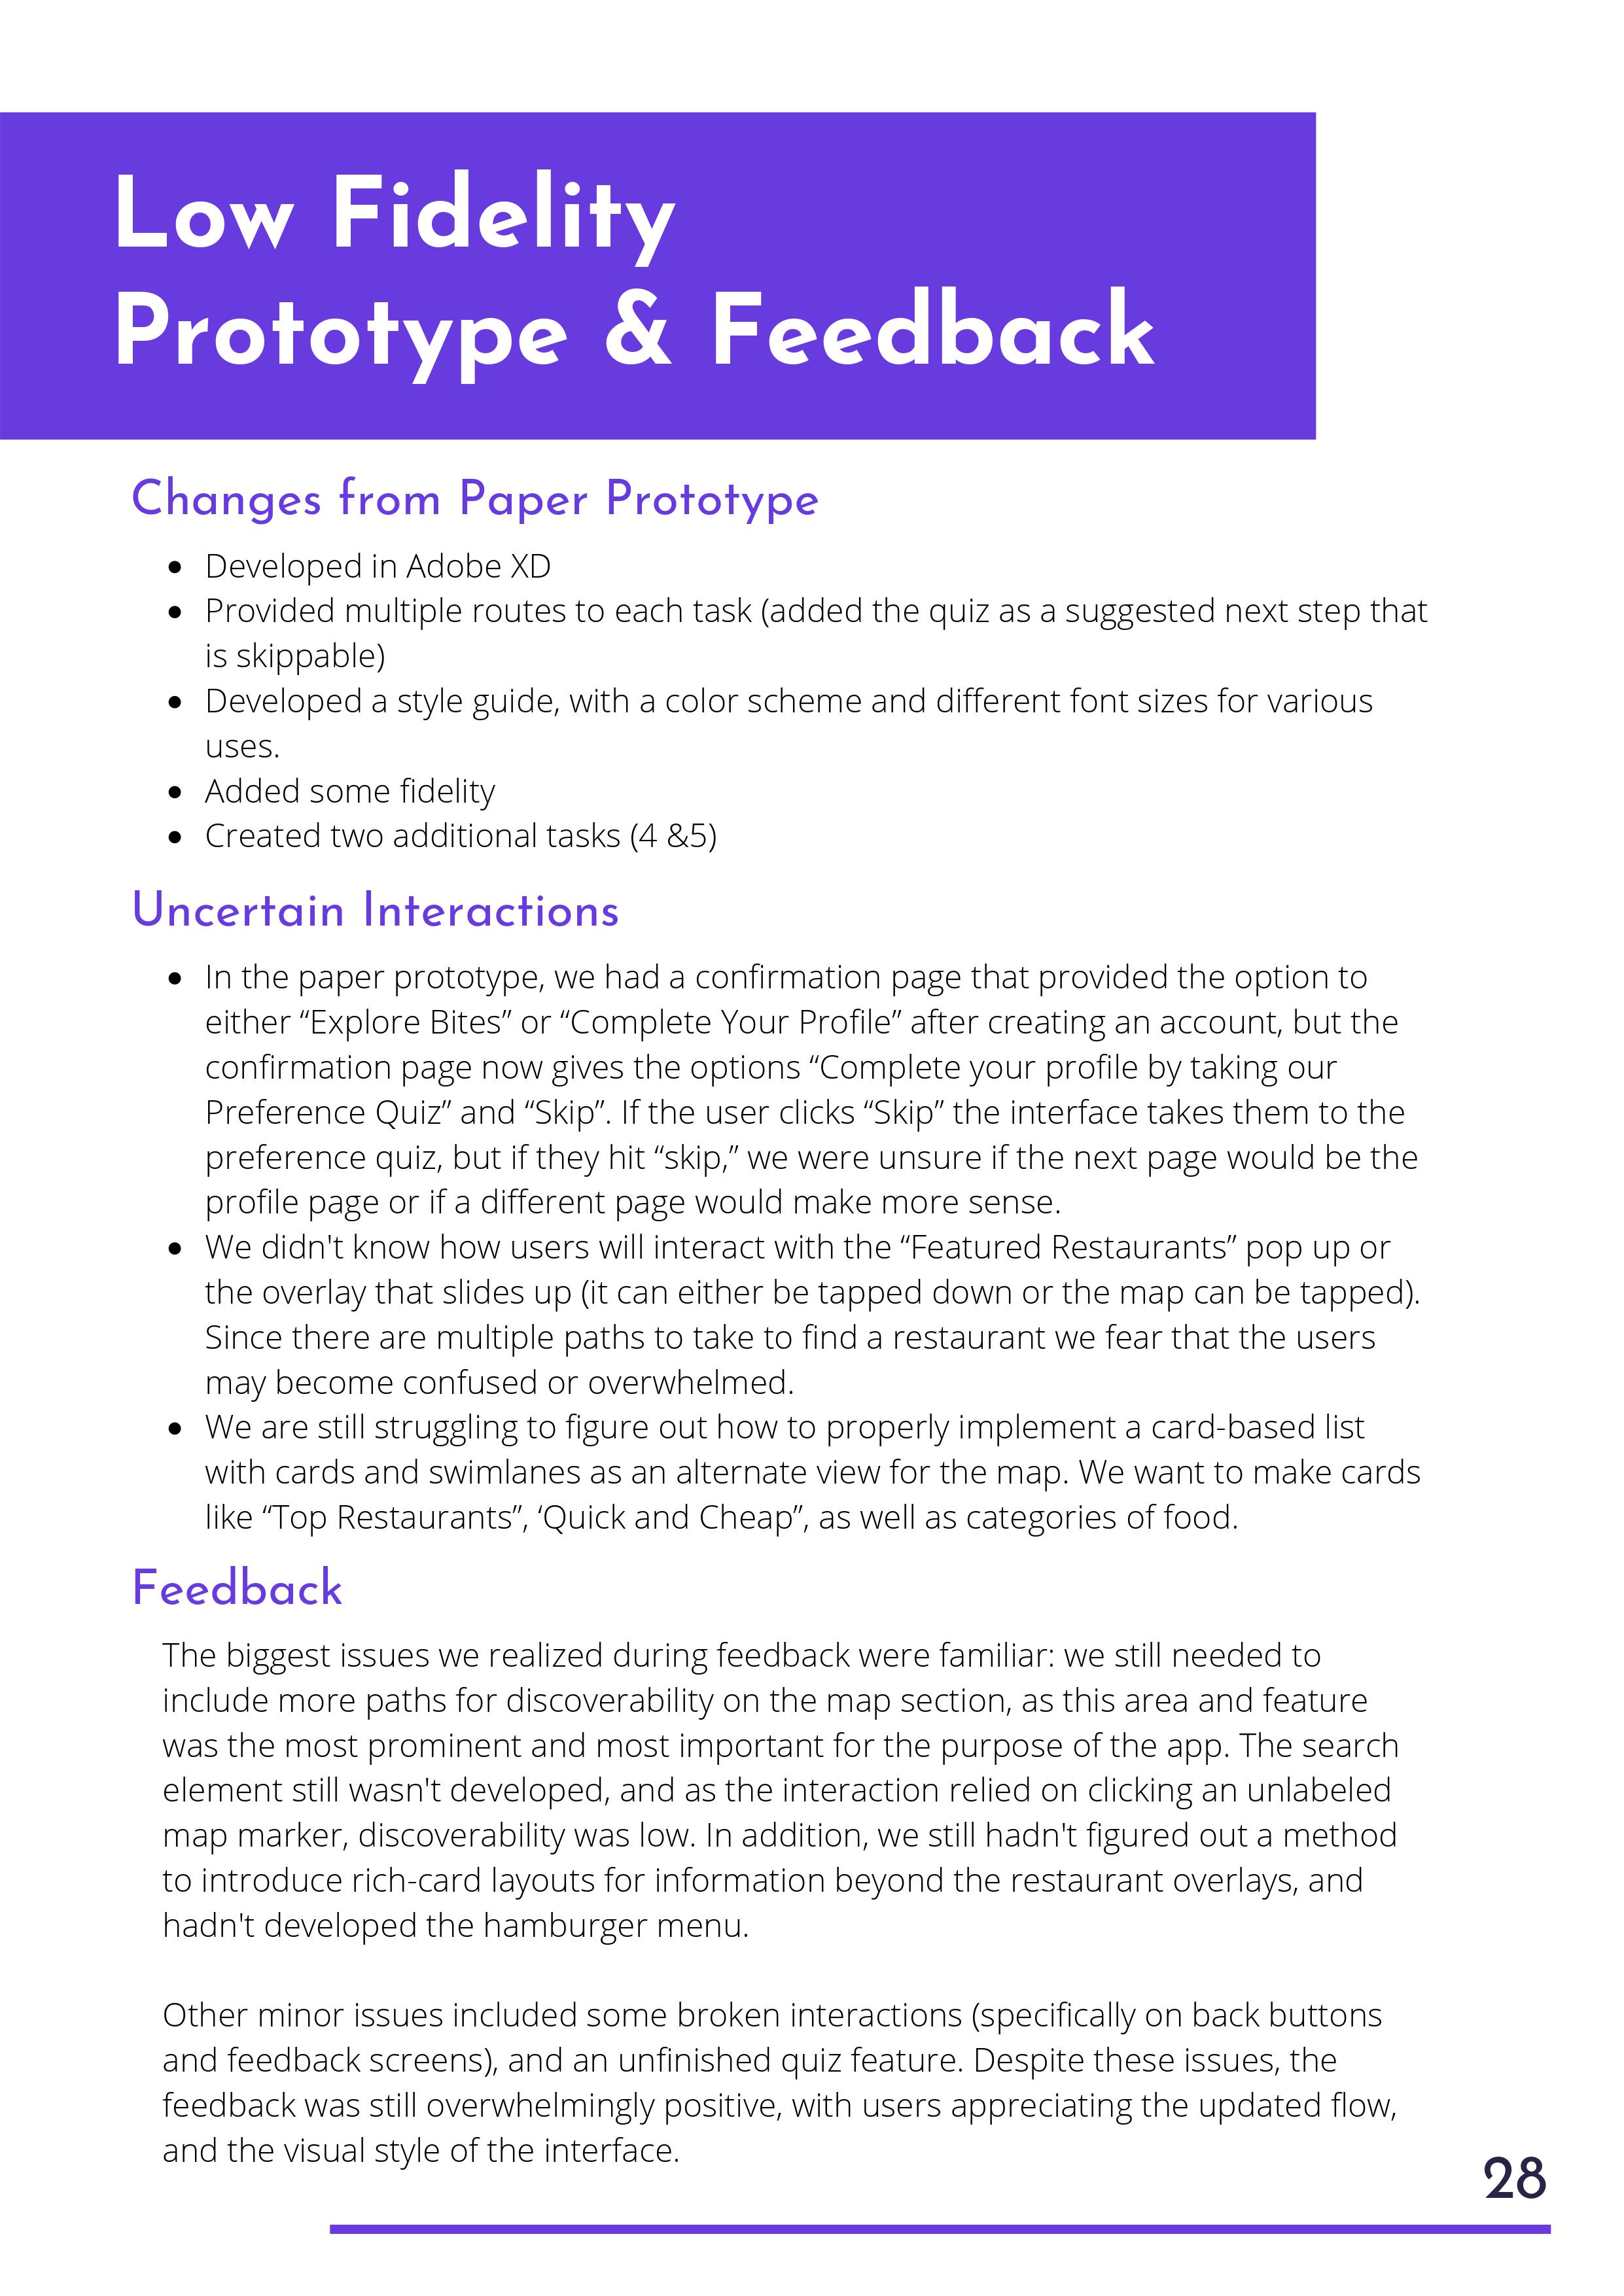 Low Fidelity
Prototype & Feedback
Changes from Paper Prototype
• Developed in Adobe XD
• Provided multiple routes to each task (added the quiz as a suggested next step that
is skippable)
• Developed a style guide, with a color scheme and different font sizes for various
uses.
• Added some fidelity
• Created two additional tasks (4 &5)
Uncertain Interactions
• In the paper prototype, we had a confirmation page that provided the option to
either “Explore Bites” or “Complete Your Profile” after creating an account, but the
confirmation page now gives the options “Complete your profile by taking our
Preference Quiz” and “Skip”. If the user clicks “Skip” the interface takes them to the
preference quiz, but if they hit “skip,” we were unsure if the next page would be the
profile page or if a different page would make more sense.
• We didn't know how users will interact with the “Featured Restaurants” pop up or
the overlay that slides up (it can either be tapped down or the map can be tapped).
Since there are multiple paths to take to find a restaurant we fear that the users
may become confused or overwhelmed.
• We are still struggling to figure out how to properly implement a card-based list
with cards and swimlanes as an alternate view for the map. We want to make cards
like “Top Restaurants”, ‘Quick and Cheap”, as well as categories of food.
Feedback
The biggest issues we realized during feedback were familiar: we still needed to
include more paths for discoverability on the map section, as this area and feature
was the most prominent and most important for the purpose of the app. The search
element still wasn't developed, and as the interaction relied on clicking an unlabeled
map marker, discoverability was low. In addition, we still hadn't figured out a method
to introduce rich-card layouts for information beyond the restaurant overlays, and
hadn't developed the hamburger menu.
Other minor issues included some broken interactions (specifically on back buttons
and feedback screens), and an unfinished quiz feature. Despite these issues, the
feedback was still overwhelmingly positive, with users appreciating the updated flow,
and the visual style of the interface.
28